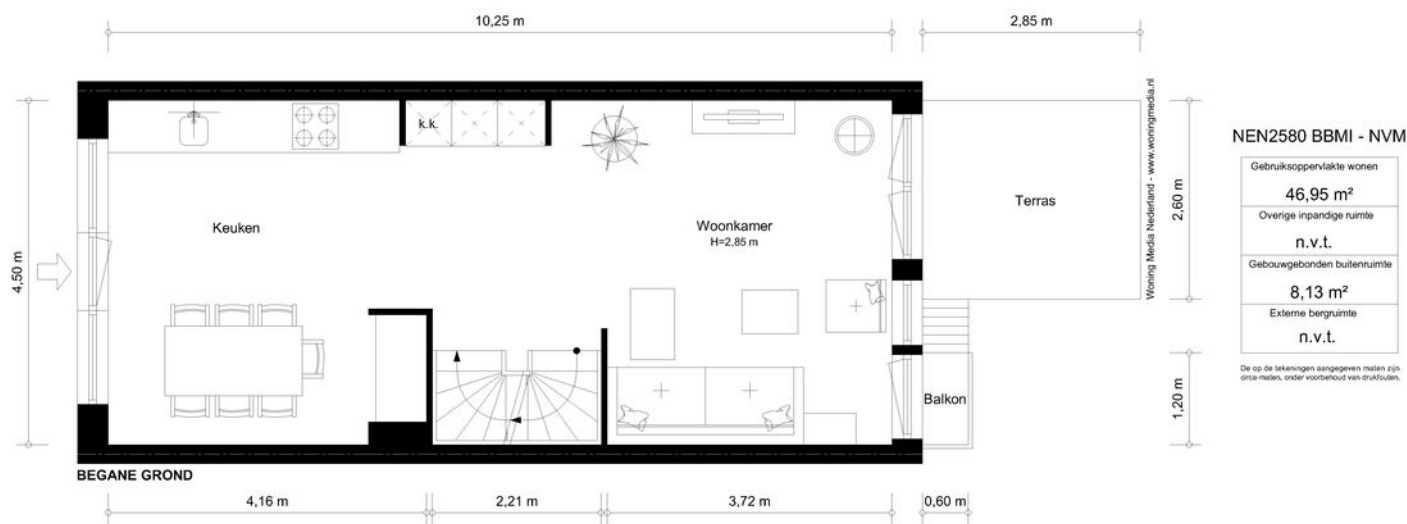 10,25 m
2,85 m
4,50 m
k.k.
Keuken
Woonkamer
H=2,85 m
Terras
Balkon
Woning Media Nederland - www.woningmedia.nl
2,60 m
1,20 m
NEN2580 BBMI - NVM
Gebruiksoppervlakte wonen
46,95 m²
Overige inpandige ruimte
n.v.t.
Gebouwgebonden buitenruimte
8,13 m²
Externe bergruimte
n.v.t.
De op de tekeningen aangegeven maten zijn
circa-maten, onder voorbehoud van drukfouten.
BEGANE GROND
4,16 m
2,21 m
3,72 m
0,60 m